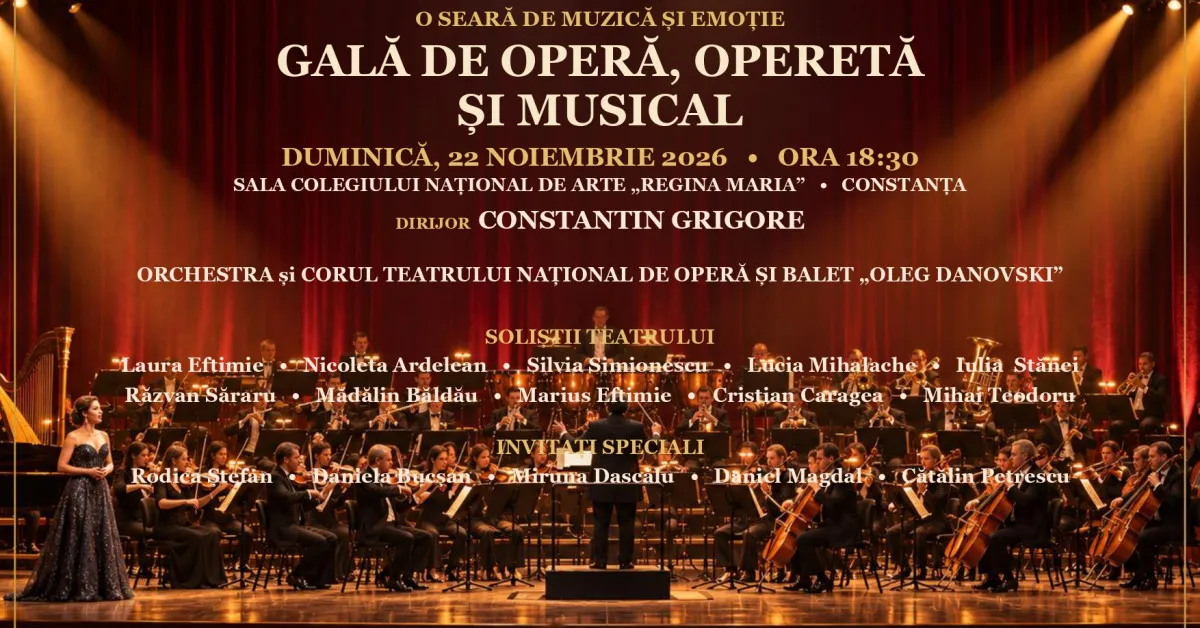 O SEARĂ DE MUZICĂ ȘI EMOȚIE
GALĂ DE OPERĂ, OPERETĂ
ȘI MUSICAL
DUMINICĂ, 22 NOIEMBRIE 2026 • ORA 18:30
SALA COLEGIULUI NAȚIONAL DE ARTE „REGINA MARIA” • CONSTANȚA
DIRIJOR CONSTANTIN GRIGORE
ORCHESTRA și CORUL TEATRULUI NAȚIONAL DE OPERĂ ȘI BALET „OLEG DANOVSKI”
SOLIȘTII TEATRULUI
Laura Eftimie • Nicoleta Ardelean • Silvia Simionescu • Lucia Mihalache • Iulia Stănei
Răzvan Săraru • Mădălin Băldău • Marius Eftimie • Cristian Caragea • Mihai Teodoru
INVITAȚI SPECIALI
Rodica Ștefan • Daniela Bucșan • Miruna Dascălu • Daniel Magdal • Cătălin Petrescu